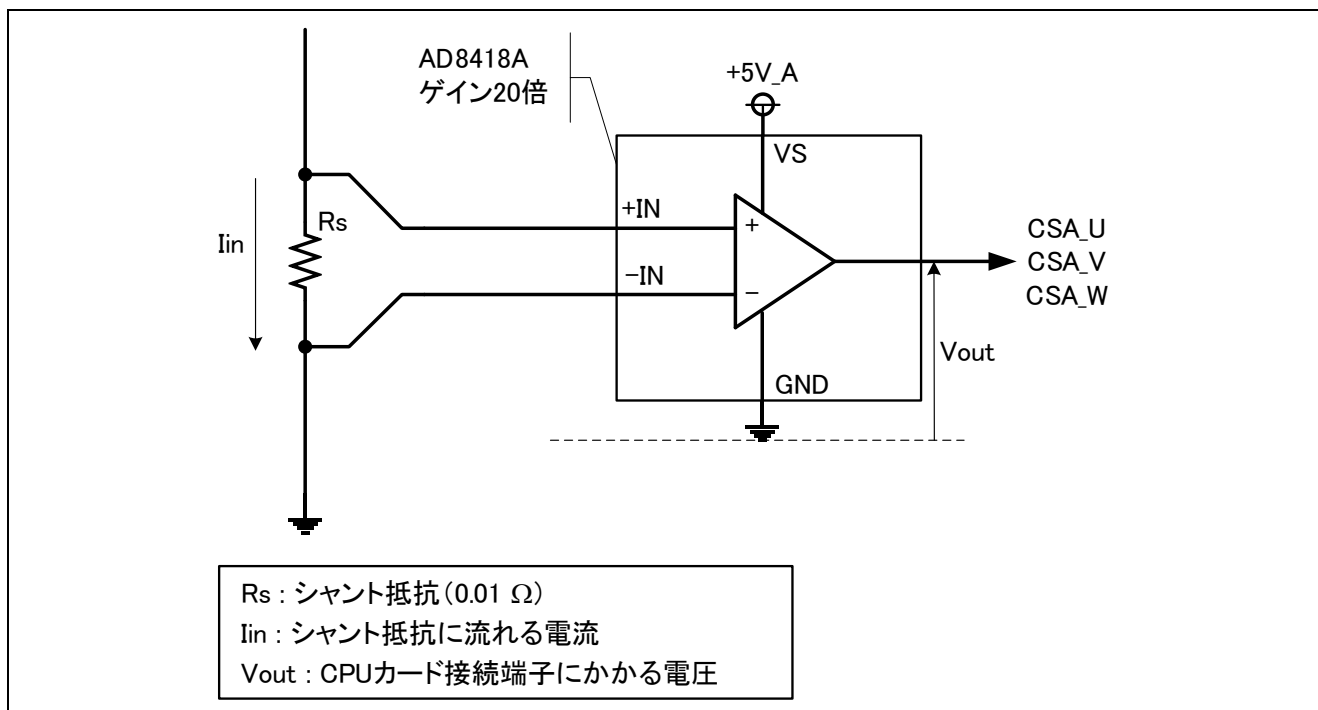 AD8418A
ゲイン20倍
+5V_A
VS
+IN
Rs
+
CSA_U
Iin
CSA_V
−IN
−
CSA_W
Vout
GND
Rs : シャント抵抗(0.01 Ω)
Iin : シャント抵抗に流れる電流
Vout : CPUカード接続端子にかかる電圧